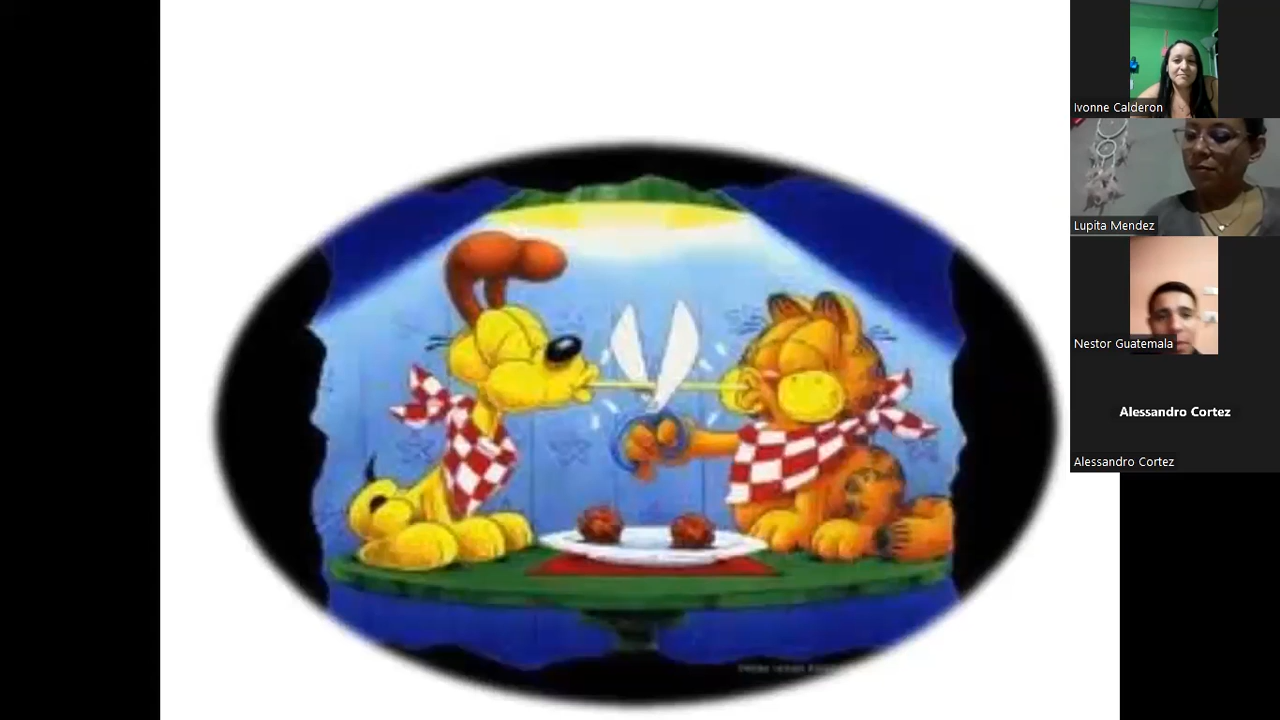 Ivonne Calderon
Lupita Mendez
Nestor Guatemala
Alessandro Cortez
Alessandro Cortez